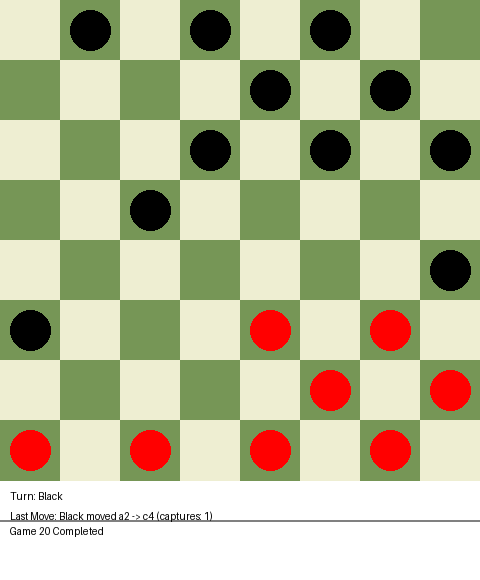 Turn: Black
Last Move: Black moved a2 -> c4 (captures: 1)
Game 20 Completed